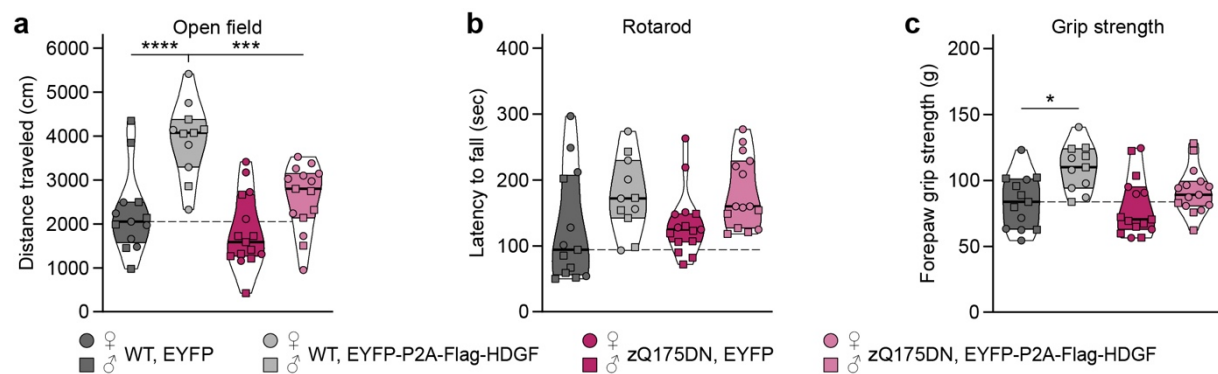 a
Open field
Distance traveled (cm)
6000
5000
4000
3000
2000
1000
0
**** ***
b
Rotarod
Latency to fall (sec)
400
300
200
100
0
c
Grip strength
Forepaw grip strength (g)
200
150
100
50
0
*
♀
♂ WT, EYFP
♀
♂ WT, EYFP-P2A-Flag-HDGF
♀
♂ zQ175DN, EYFP
♀
♂ zQ175DN, EYFP-P2A-Flag-HDGF